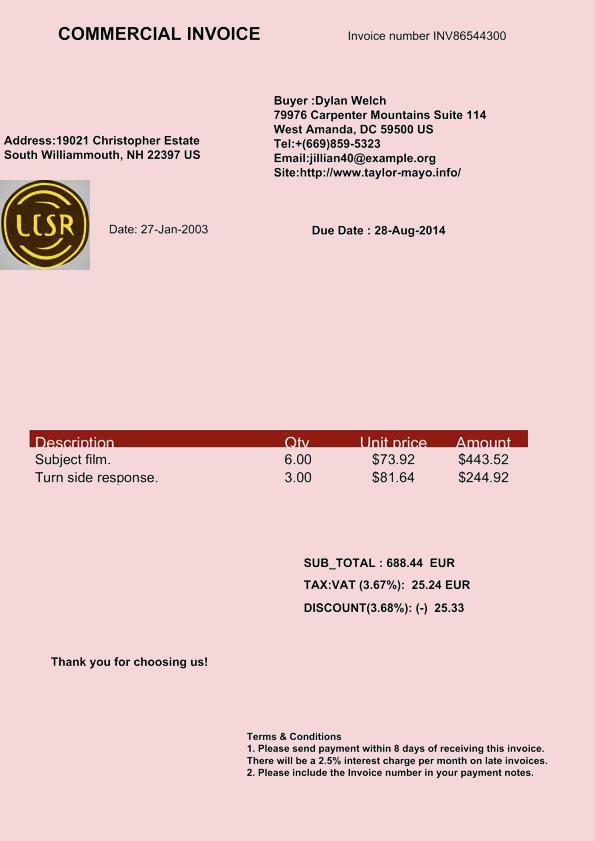 COMMERCIAL INVOICE
Invoice number INV86544300
Buyer :Dylan Welch
79976 Carpenter Mountains Suite 114
West Amanda, DC 59500 US
Tel:+(669)859-5323
Email:jillian40@example.org
Site:http://www.taylor-mayo.info/
Address:19021 Christopher Estate
South Williammouth, NH 22397 US
LCSR
Date: 27-Jan-2003
Due Date : 28-Aug-2014
Description Qty Unit price Amount
Subject film. 6.00 $73.92 $443.52
Turn side response. 3.00 $81.64 $244.92
SUB_TOTAL : 688.44 EUR
TAX:VAT (3.67%): 25.24 EUR
DISCOUNT(3.68%): (-) 25.33
Thank you for choosing us!
Terms & Conditions
1. Please send payment within 8 days of receiving this invoice.
There will be a 2.5% interest charge per month on late invoices.
2. Please include the Invoice number in your payment notes.